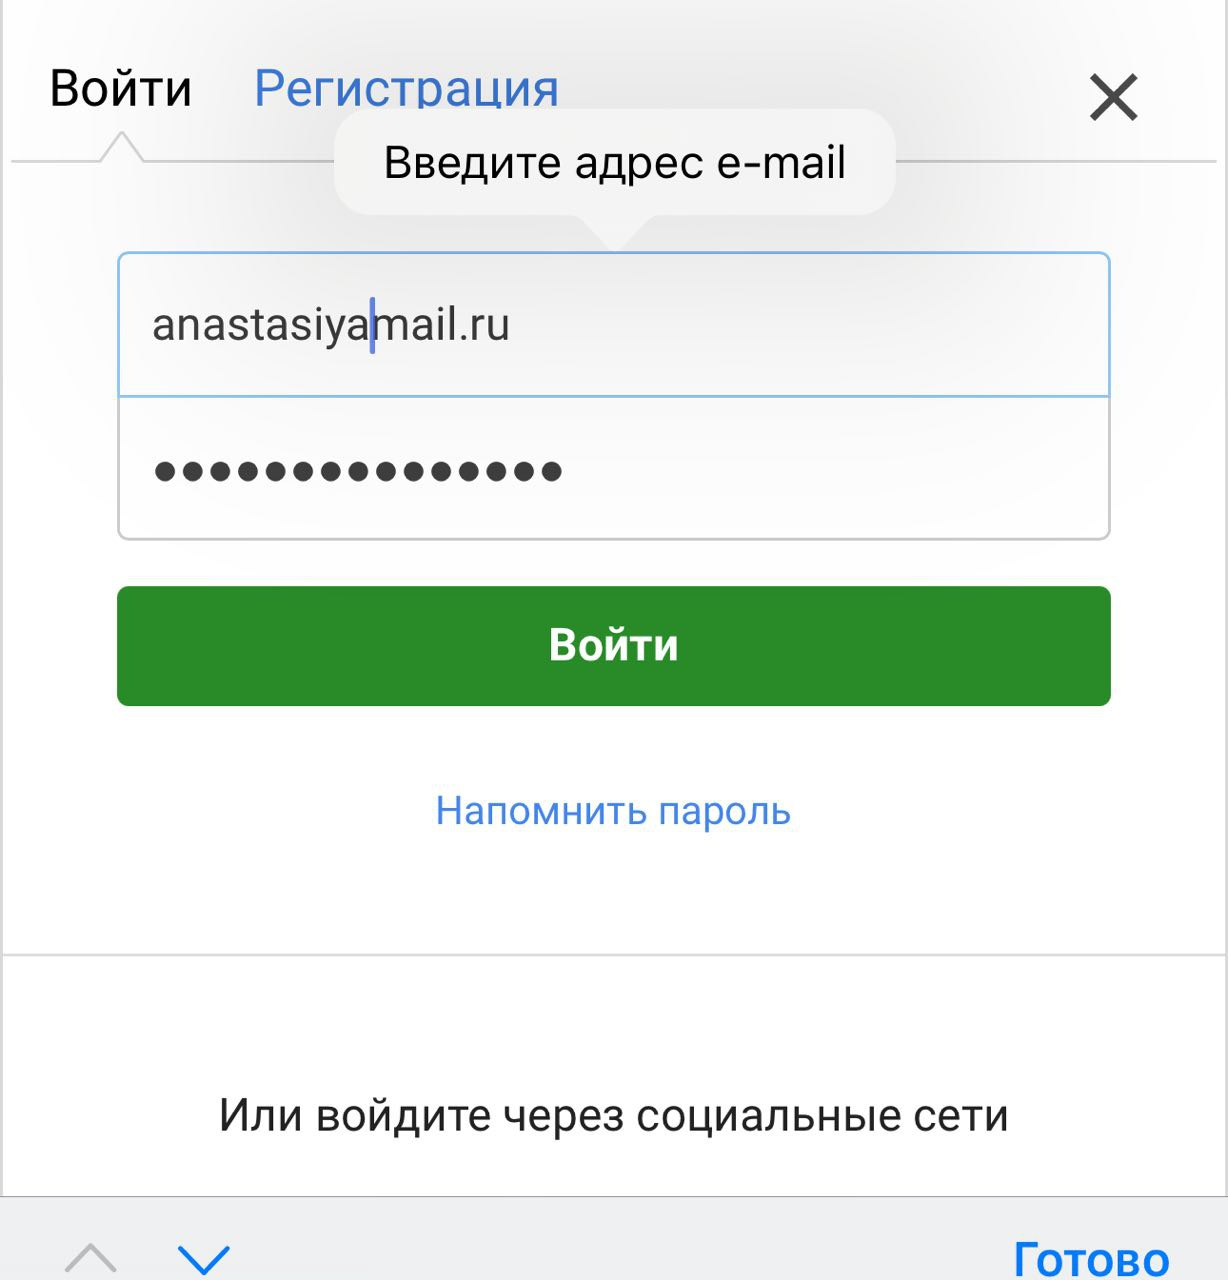 Войти Регистрация
Введите адрес e-mail
anastasiyamail.ru
●●●●●●●●●●●●●●●
Войти
Напомнить пароль
Или войдите через социальные сети
Готово